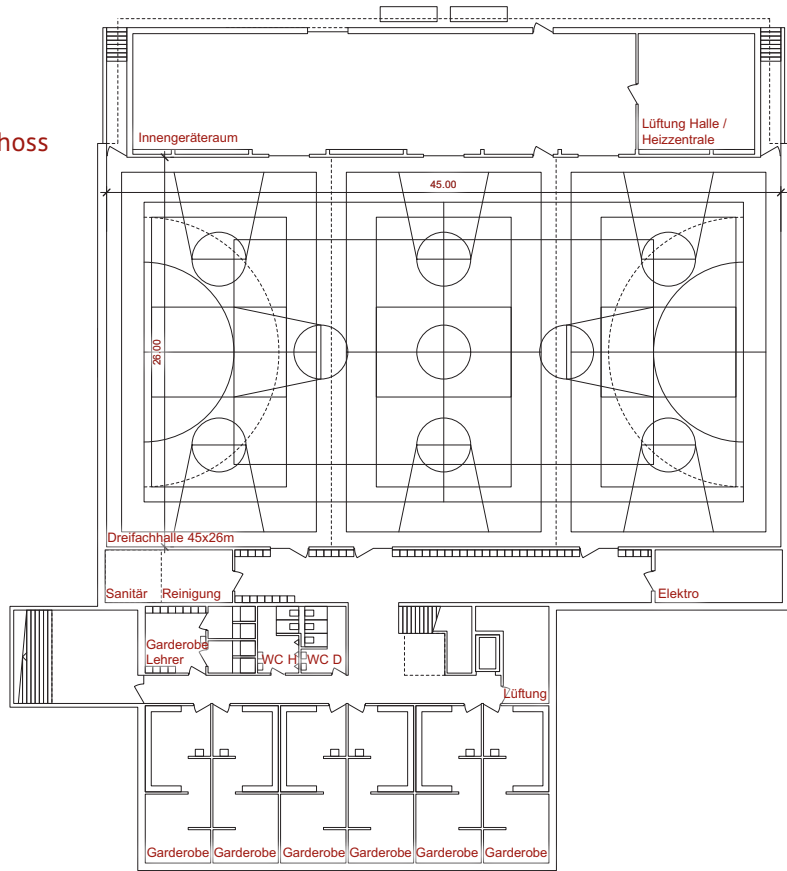 hoss
Innengeräteraum
Lüftung Halle /
Heizzentrale
45.00
26.00
Dreifachhalle 45x26m
Sanitär
Reinigung
Elektro
Garderobe
Lehrer
WC H
WC D
Lüftung
Garderobe
Garderobe
Garderobe
Garderobe
Garderobe
Garderobe